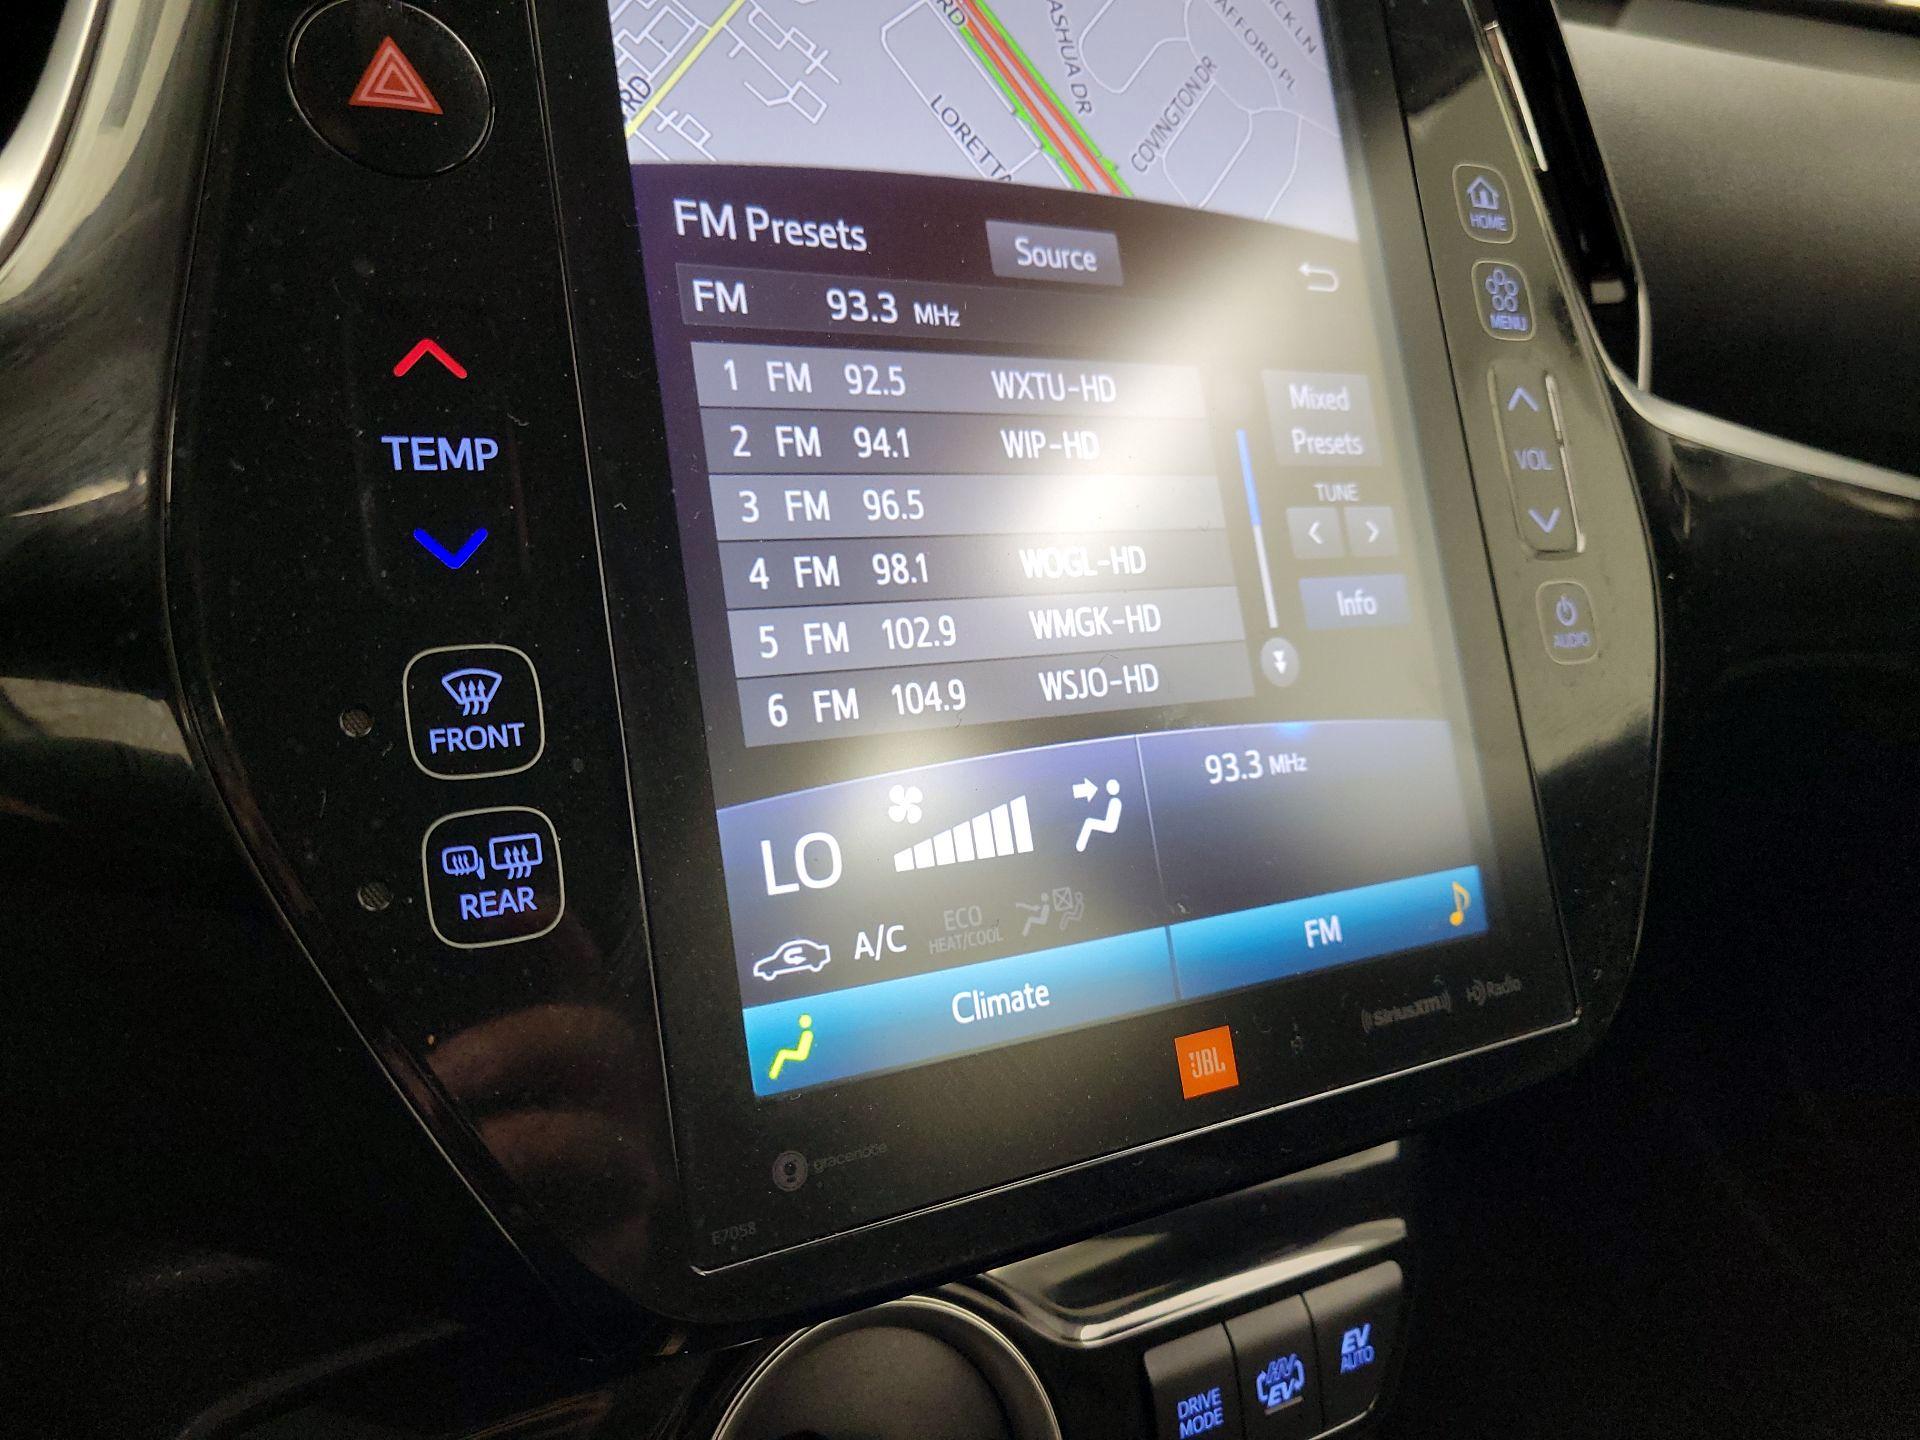 RD
ASHUA DR
COVINGTON DR
AFFORD PL
ICK LN
RD
LORETTA
FM Presets
Source
FM 93.3 MHz
1 FM 92.5 WXTU-HD
2 FM 94.1 WIP-HD
3 FM 96.5
4 FM 98.1 WOGL-HD
5 FM 102.9 WMGK-HD
6 FM 104.9 WSJO-HD
Mixed
Presets
TUNE
Info
HOME
MENU
VOL
AUDIO
TEMP
FRONT
REAR
LO
93.3 MHz
A/C
ECO
HEAT/COOL
Climate
FM
JBL
SiriusXM
HD Radio
gracenote
E7058
DRIVE
MODE
HV
EV
EV
AUTO